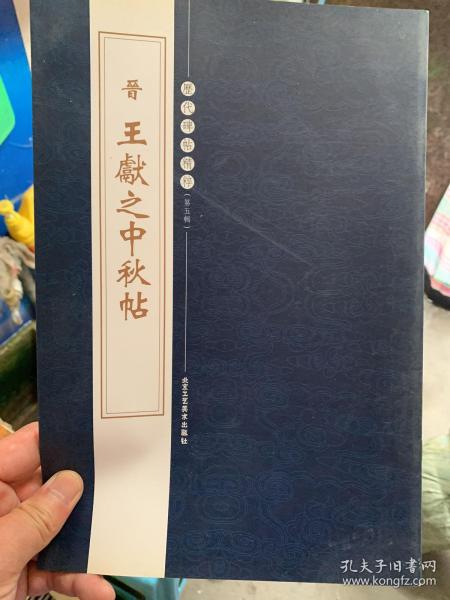 晉 王獻之中秋帖
歷代碑帖精粹
(第五輯)
北京工艺美术出版社
孔夫子旧书网
www.kongfz.com